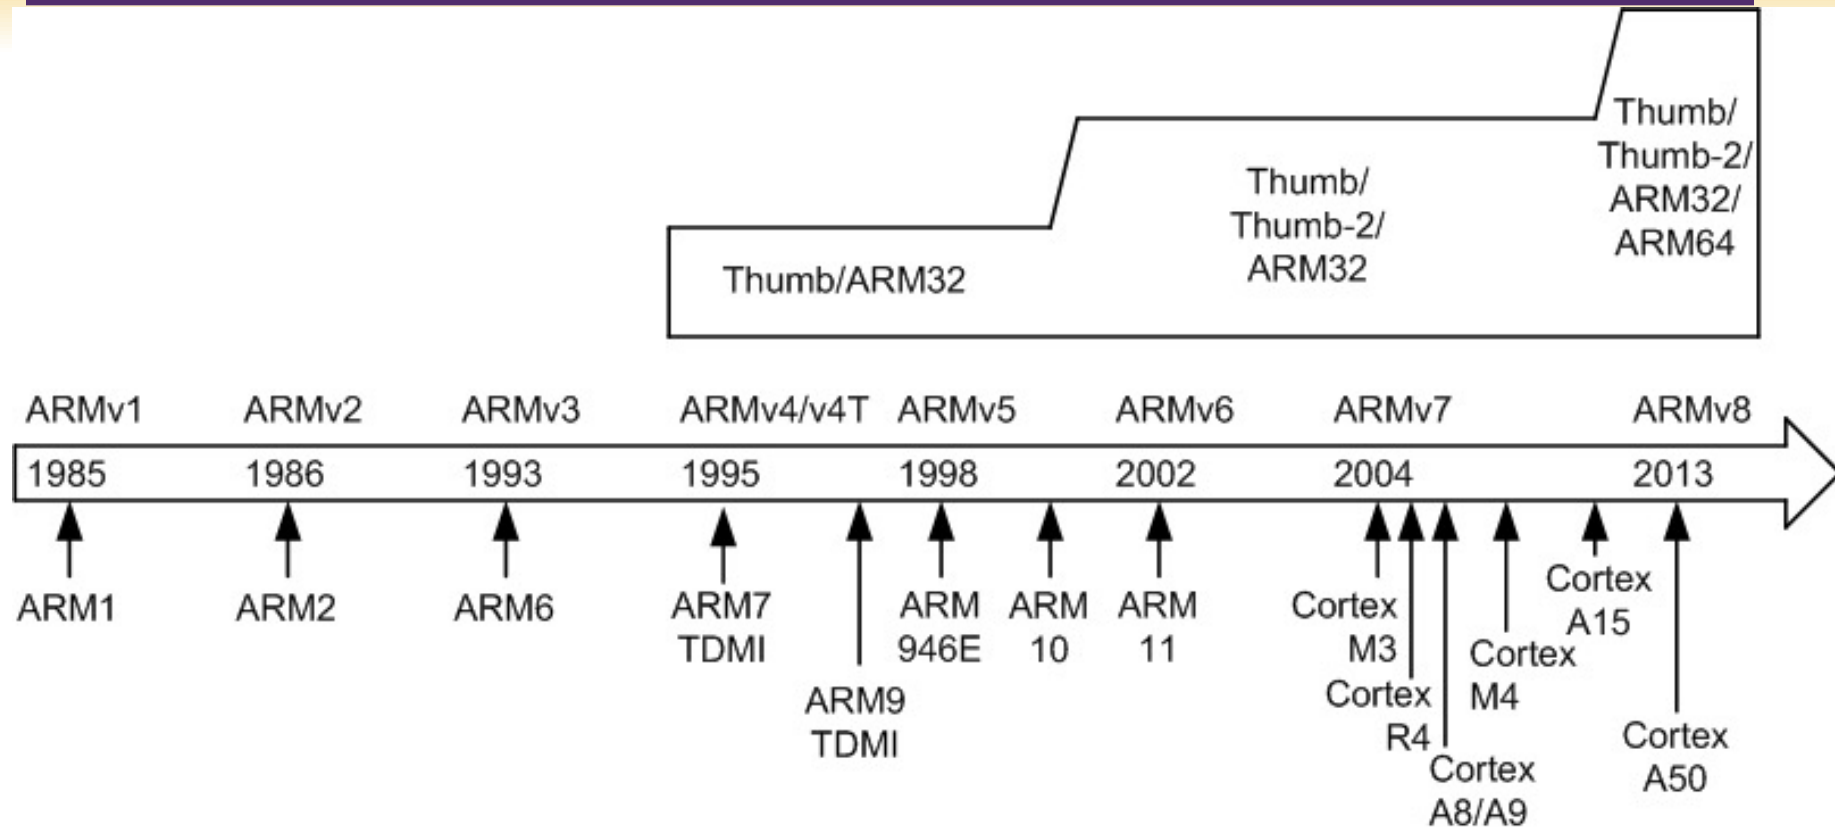 Thumb/
Thumb-2/
ARM32/
ARM64
Thumb/
Thumb-2/
ARM32
Thumb/ARM32
ARMv1 ARMv2 ARMv3 ARMv4/v4T ARMv5 ARMv6 ARMv7 ARMv8
1985 1986 1993 1995 1998 2002 2004 2013
ARM1
ARM2
ARM6
ARM7
TDMI
ARM9
TDMI
ARM
946E
ARM
10
ARM
11
Cortex
M3
Cortex
R4
Cortex
A8/A9
Cortex
M4
Cortex
A15
Cortex
A50